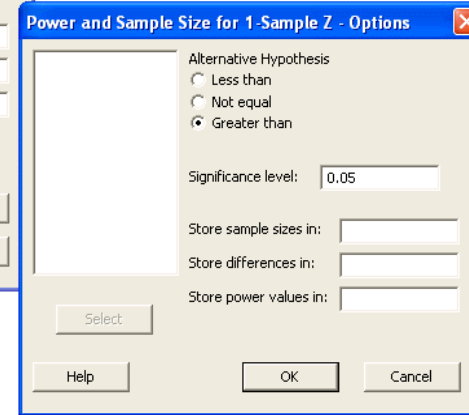 Power and Sample Size for 1-Sample Z - Options
Alternative Hypothesis
Less than
Not equal
Greater than
Significance level: 0.05
Store sample sizes in:
Store differences in:
Store power values in:
Select
Help OK Cancel